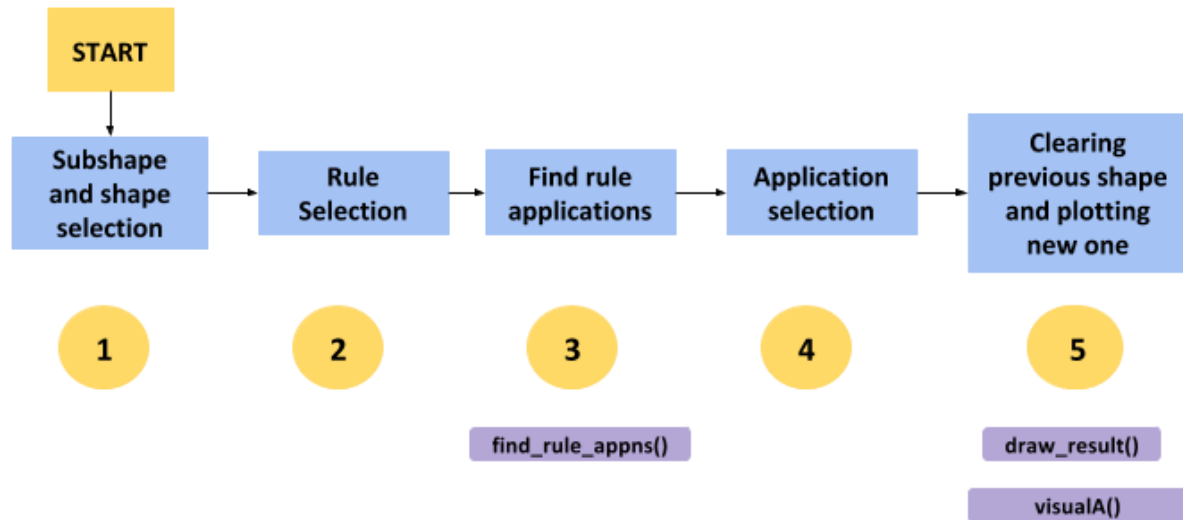 START
Subshape
and shape
selection
Rule
Selection
Find rule
applications
Application
selection
Clearing
previous shape
and plotting
new one
1
2
3
4
5
find_rule_appns()
draw_result()
visualA()